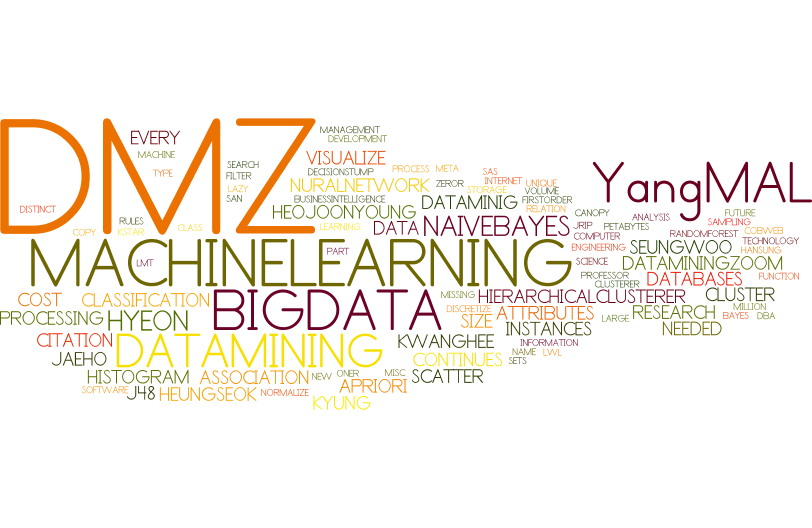 DMZ
EVERY
MACHINE
TYPE
SEARCH
FILTER
LAZY
SAN
DISTINCT
COPY
RULES
KSTAR
CLASS
MANAGEMENT
DEVELOPMENT
VISUALIZE
DECISIONSTUMP
PROCESS
META
NURALNETWORK
ZEROR
SAS
INTERNET
STORAGE
UNIQUE
VOLUME
BUSINESSINTELLIGENCE
DATAMINIG
FIRSTORDER
RELATION
HEOJOONYOUNG
LEARNING
DATA
NAIVEBAYES
YangMAL
CANOPY
ANALYSIS
FUTURE
SAMPLING
JRIP
PETABYTES
COMPUTER
RANDOMFOREST
COBWEB
TECHNOLOGY
HANSUNG
ENGINEERING
SEUNGWOO
MACHINELEARNING
LMT
PART
SCIENCE
DATAMININGZOOM
PROFESSOR
CLUSTERER
DATABASES
FUNCTION
COST
CLASSIFICATION
BIGDATA
MISSING
HIERARCHICALCLUSTERER
CLUSTER
PROCESSING
HYEON
DISCRETIZE
SIZE
ATTRIBUTES
LARGE
RESEARCH
MILLION
BAYES
DBA
INSTANCES
NEEDED
CITATION
DATAMINING
KWANGHEE
INFORMATION
JAEHO
CONTINUES
NAME
LWL
SETS
HISTOGRAM
ASSOCIATION
NEW
ONER
MISC
SCATTER
APRIORI
SOFTWARE
J48
HEUNGSEOK
NORMALIZE
KYUNG